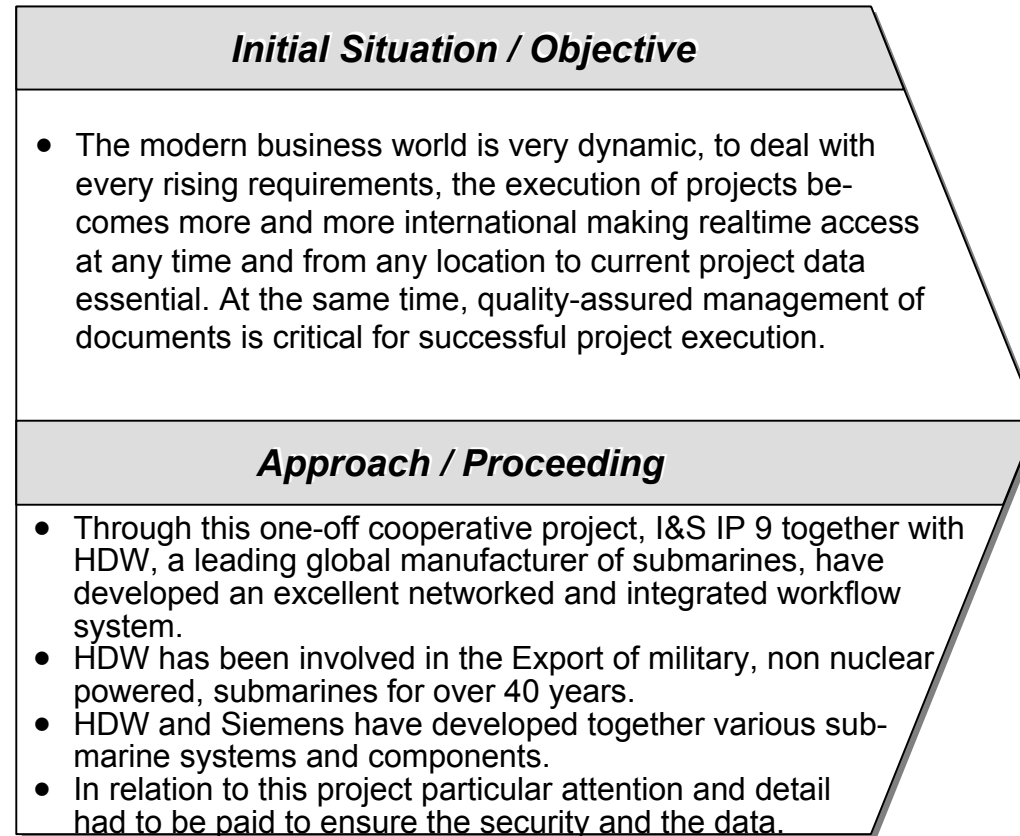 Initial Situation / Objective
● The modern business world is very dynamic, to deal with
every rising requirements, the execution of projects be-
comes more and more international making realtime access
at any time and from any location to current project data
essential. At the same time, quality-assured management of
documents is critical for successful project execution.
Approach / Proceeding
● Through this one-off cooperative project, I&S IP 9 together with
HDW, a leading global manufacturer of submarines, have
developed an excellent networked and integrated workflow
system.
● HDW has been involved in the Export of military, non nuclear
powered, submarines for over 40 years.
● HDW and Siemens have developed together various sub-
marine systems and components.
● In relation to this project particular attention and detail
had to be paid to ensure the security and the data.